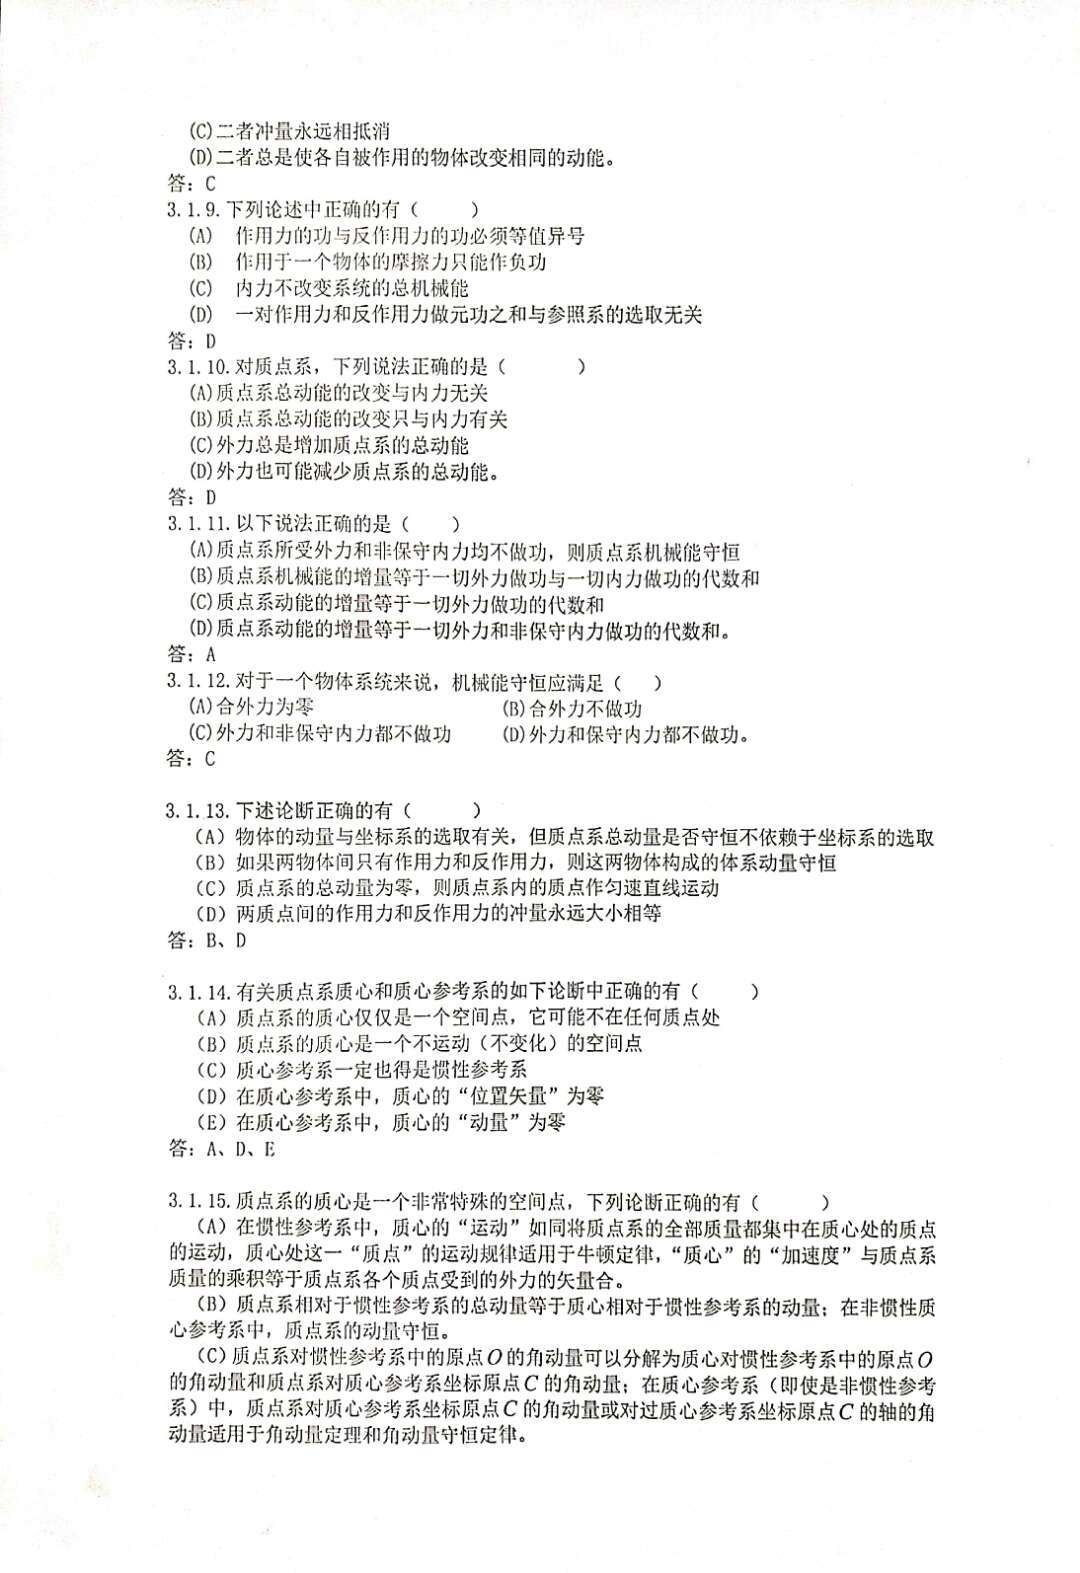 (C)二者冲量永远相抵消
(D)二者总是使各自被作用的物体改变相同的动能。
答：C
3.1.9.下列论述中正确的有（　　）
(A) 作用力的功与反作用力的功必须等值异号
(B) 作用于一个物体的摩擦力只能作负功
(C) 内力不改变系统的总机械能
(D) 一对作用力和反作用力做元功之和与参照系的选取无关
答：D
3.1.10.对质点系，下列说法正确的是（　　）
(A)质点系总动能的改变与内力无关
(B)质点系总动能的改变只与内力有关
(C)外力总是增加质点系的总动能
(D)外力也可能减少质点系的总动能。
答：D
3.1.11.以下说法正确的是（　　）
(A)质点系所受外力和非保守内力均不做功，则质点系机械能守恒
(B)质点系机械能的增量等于一切外力做功与一切内力做功的代数和
(C)质点系动能的增量等于一切外力做功的代数和
(D)质点系动能的增量等于一切外力和非保守内力做功的代数和。
答：A
3.1.12.对于一个物体系统来说，机械能守恒应满足（　　）
(A)合外力为零　　(B)合外力不做功
(C)外力和非保守内力都不做功　　(D)外力和保守内力都不做功。
答：C
3.1.13.下述论断正确的有（　　）
（A）物体的动量与坐标系的选取有关，但质点系总动量是否守恒不依赖于坐标系的选取
（B）如果两物体间只有作用力和反作用力，则这两物体构成的体系动量守恒
（C）质点系的总动量为零，则质点系内的质点作匀速直线运动
（D）两质点间的作用力和反作用力的冲量永远大小相等
答：B、D
3.1.14.有关质点系质心和质心参考系的如下论断中正确的有（　　）
（A）质点系的质心仅仅是一个空间点，它可能不在任何质点处
（B）质点系的质心是一个不运动（不变化）的空间点
（C）质心参考系一定也得是惯性参考系
（D）在质心参考系中，质心的“位置矢量”为零
（E）在质心参考系中，质心的“动量”为零
答：A、D、E
3.1.15.质点系的质心是一个非常特殊的空间点，下列论断正确的有（　　）
（A）在惯性参考系中，质心的“运动”如同将质点系的全部质量都集中在质心处的质点
的运动，质心处这一“质点”的运动规律适用于牛顿定律，“质心”的“加速度”与质点系
质量的乘积等于质点系各个质点受到的外力的矢量合。
（B）质点系相对于惯性参考系的总动量等于质心相对于惯性参考系的动量；在非惯性质
心参考系中，质点系的动量守恒。
（C）质点系对惯性参考系中的原点O的角动量可以分解为质心对惯性参考系中的原点O
的角动量和质点系对质心参考系坐标原点C的角动量；在质心参考系（即使是非惯性参考
系）中，质点系对质心参考系坐标原点C的角动量或对过质心参考系坐标原点C的轴的角
动量适用于角动量定理和角动量守恒定律。